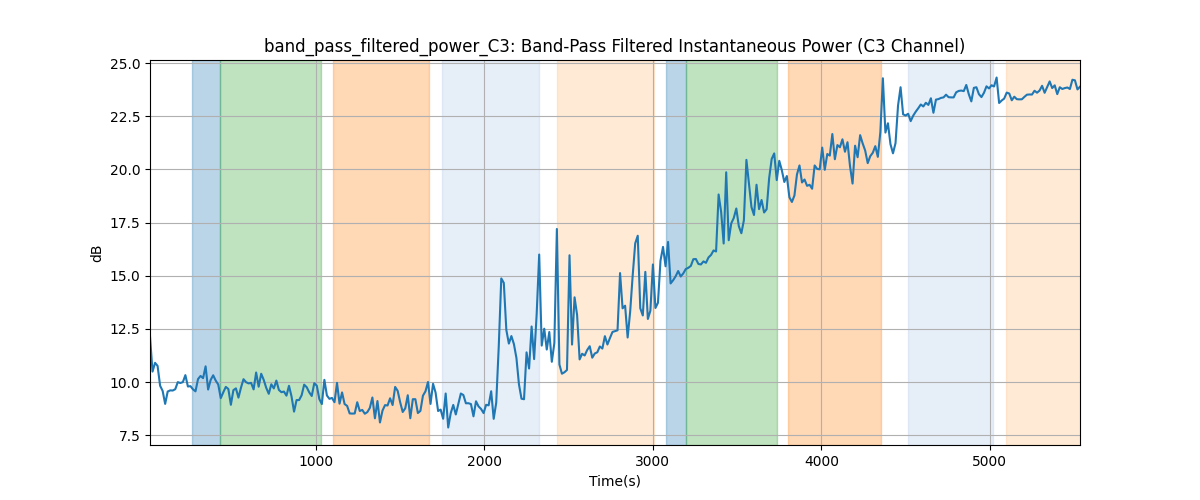 band_pass_filtered_power_C3: Band-Pass Filtered Instantaneous Power (C3 Channel)
25.0
22.5
20.0
17.5
15.0
12.5
10.0
7.5
dB
1000 2000 3000 4000 5000
Time(s)